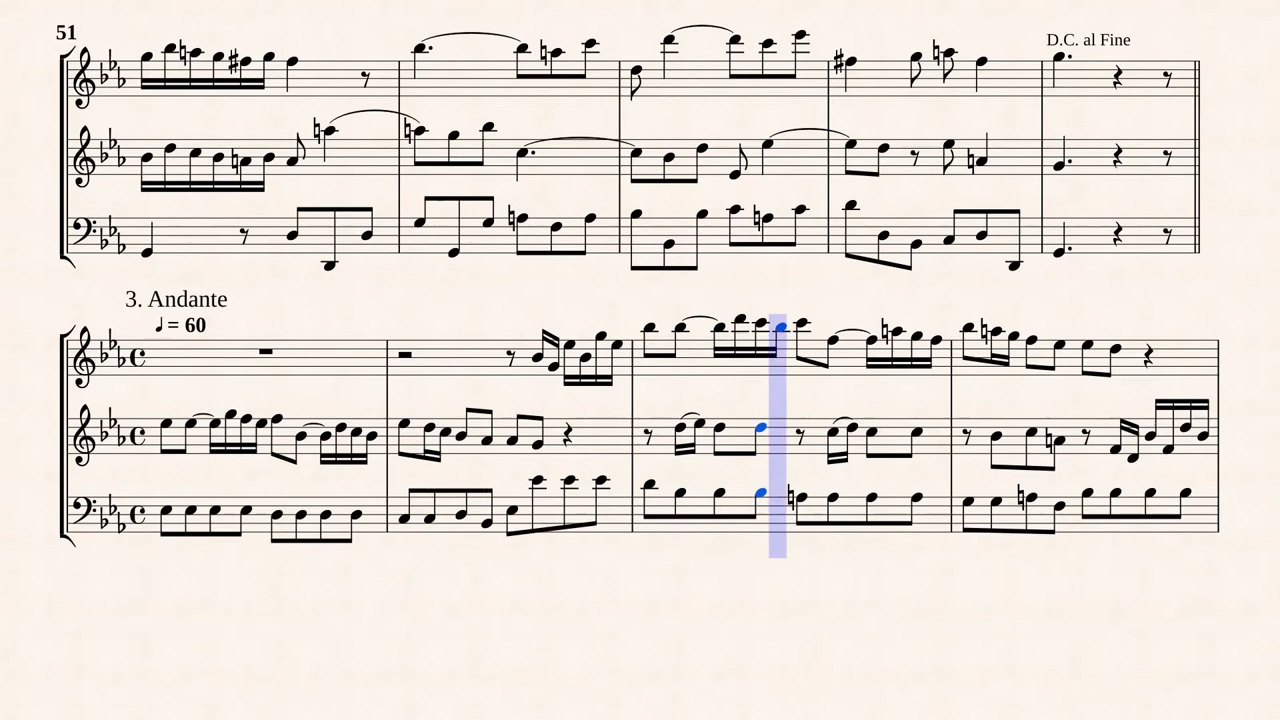 51
D.C. al Fine
3. Andante
♩ = 60